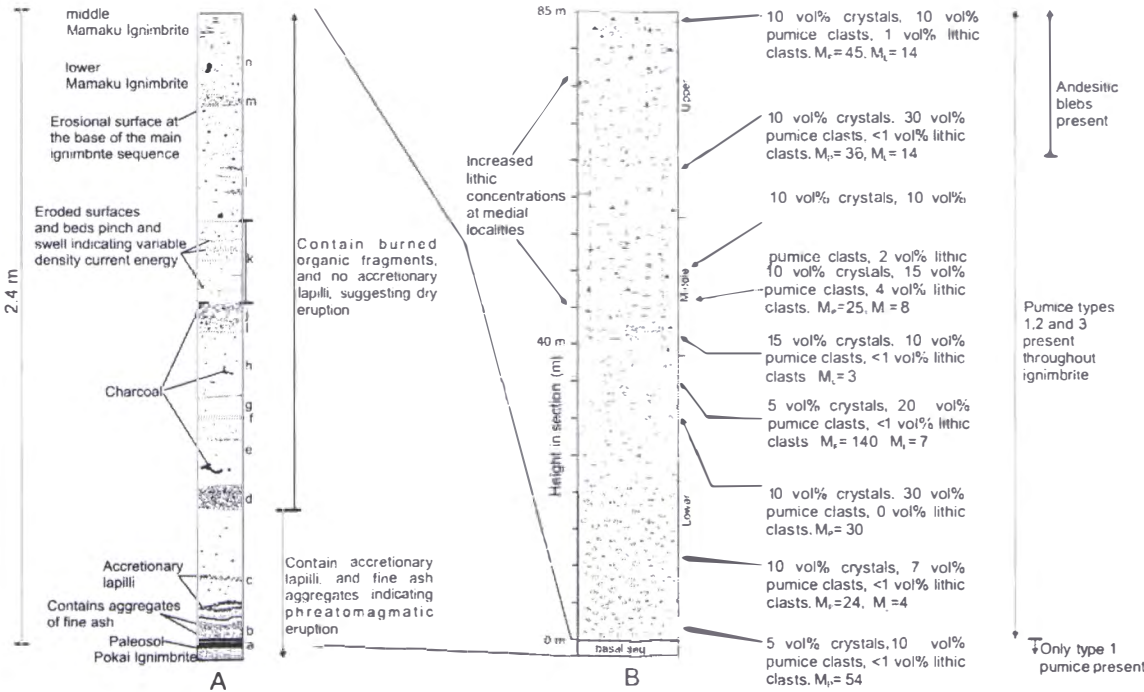 middle
Mamaku Ignimbrite
lower
Mamaku Ignimbrite
Erosional surface at
the base of the main
ignimbrite sequence
Eroded surfaces
and beds pinch and
swell indicating variable
density current energy
Charcoal
Accretionary
lapilli
Contains aggregates
of fine ash
Paleosol
Pokai Ignimbrite
2.4 m
n
m
l
k
j
i
h
g
f
e
d
c
b
a
A
Contain burned
organic fragments,
and no accretionary
lapilli, suggesting dry
eruption
Contain accretionary
lapilli, and fine ash
aggregates indicating
phreatomagmatic
eruption
85 m
40 m
0 m
Height in section (m)
Increased
lithic
concentrations
at medial
localities
Upper
Middle
Lower
basal seq
B
10 vol% crystals, 10 vol%
pumice clasts, 1 vol% lithic
clasts. Mₚ=45, M_L=14
10 vol% crystals. 30 vol%
pumice clasts, <1 vol% lithic
clasts. Mₚ=36, M_L=14
10 vol% crystals, 10 vol%
pumice clasts, 2 vol% lithic
10 vol% crystals, 15 vol%
pumice clasts, 4 vol% lithic
clasts. Mₚ=25, M=8
15 vol% crystals. 10 vol%
pumice clasts, <1 vol% lithic
clasts M_L=3
5 vol% crystals, 20 vol%
pumice clasts, <1 vol% lithic
clasts Mₚ=140 M_L=7
10 vol% crystals. 30 vol%
pumice clasts, 0 vol% lithic
clasts. Mₚ=30
10 vol% crystals, 7 vol%
pumice clasts, <1 vol% lithic
clasts. Mₚ=24, M_L=4
5 vol% crystals,10 vol%
pumice clasts, <1 vol% lithic
clasts. Mₚ=54
Andesitic
blebs
present
Pumice types
1,2 and 3
present
throughout
ignimbrite
Only type 1
pumice present